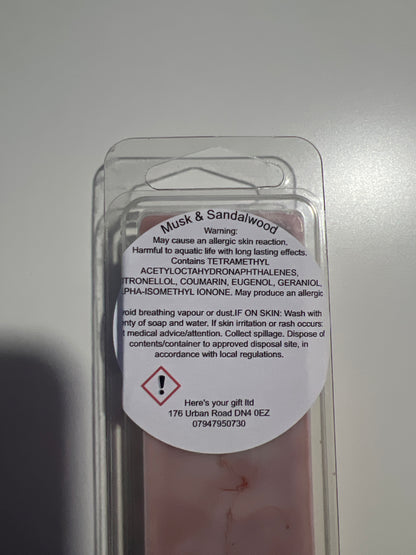 Musk & Sandalwood
Warning:
May cause an allergic skin reaction.
Harmful to aquatic life with long lasting effects.
Contains TETRAMETHYL
ACETYLOCTAHYDRONAPHTHALENES,
TRONELLOL, COUMARIN, EUGENOL, GERANIOL,
PHA-ISOMETHYL IONONE. May produce an allergic
void breathing vapour or dust.IF ON SKIN: Wash with
enty of soap and water. If skin irritation or rash occurs:
t medical advice/attention. Collect spillage. Dispose of
contents/container to approved disposal site, in
accordance with local regulations.
Here's your gift ltd
176 Urban Road DN4 0EZ
07947950730